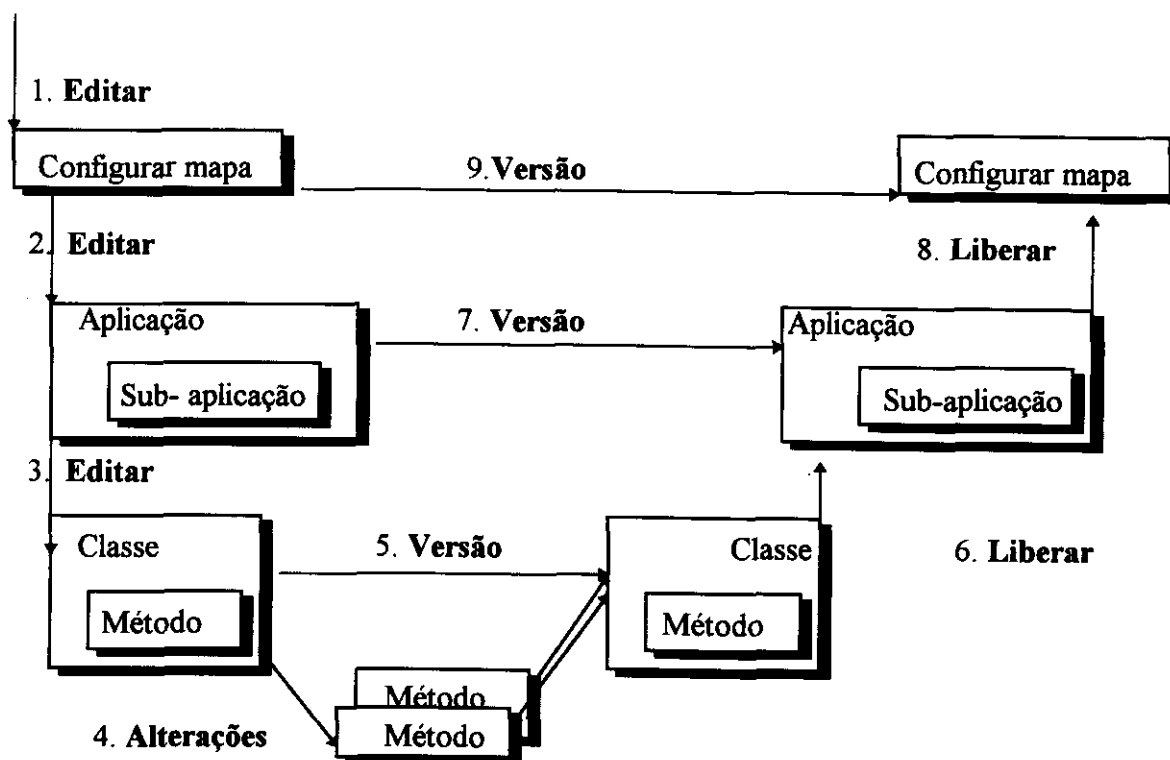 1. Editar
Configurar mapa
9.Versão
Configurar mapa
2. Editar
8. Liberar
Aplicação
7. Versão
Aplicação
Sub- aplicação
Sub-aplicação
3. Editar
Classe
5. Versão
Classe
6. Liberar
Método
Método
Método
4. Alterações
Método